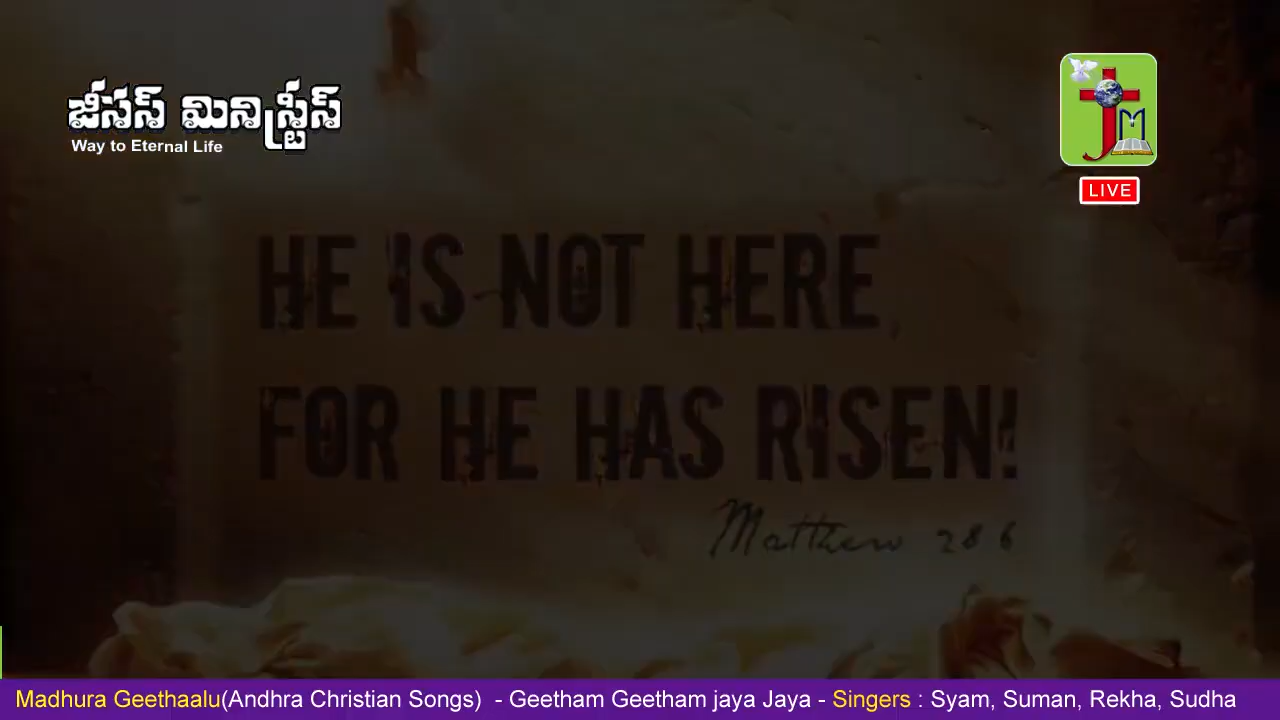 జీసస్ మినిస్ట్రీస్
Way to Eternal Life
JM
LIVE
HE IS NOT HERE
FOR HE HAS RISEN!
Matthew 28 6
Madhura Geethaalu(Andhra Christian Songs) - Geetham Geetham jaya Jaya - Singers : Syam, Suman, Rekha, Sudha